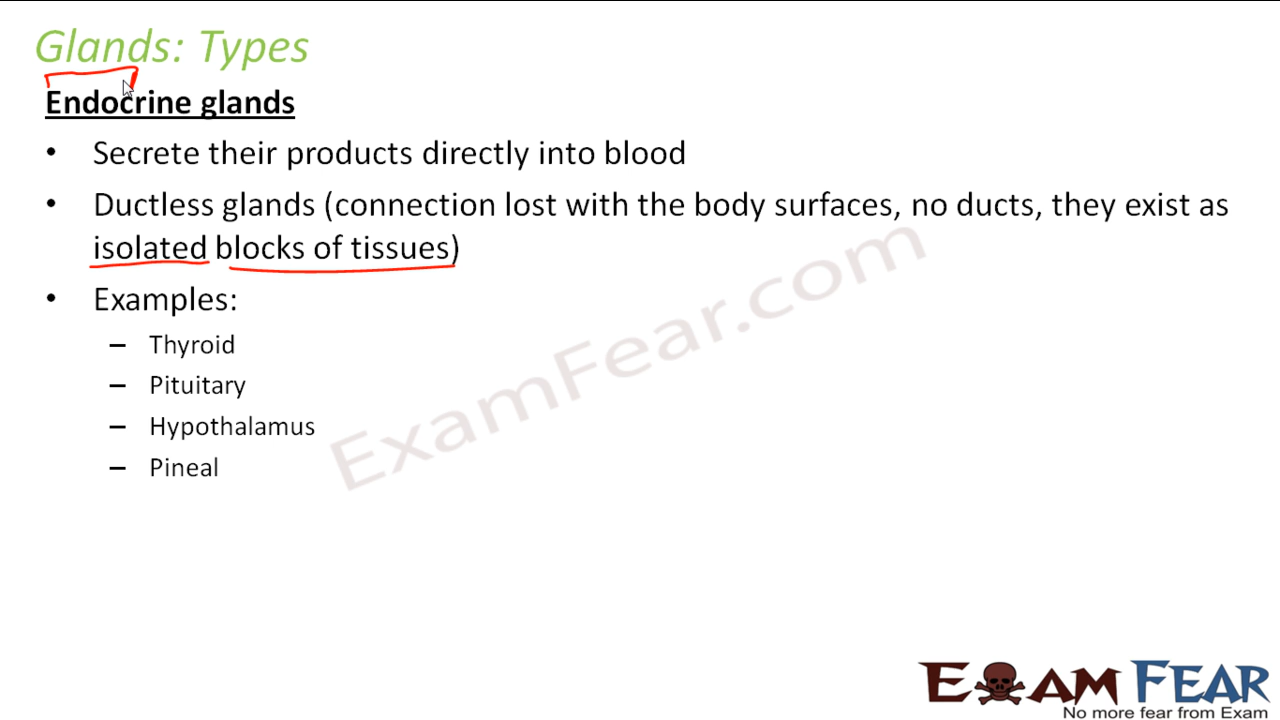 Glands: Types
Endocrine glands
• Secrete their products directly into blood
• Ductless glands (connection lost with the body surfaces, no ducts, they exist as
isolated blocks of tissues)
• Examples:
– Thyroid
– Pituitary
– Hypothalamus
– Pineal
ExamFear.com
EXAM FEAR
No more fear from Exam